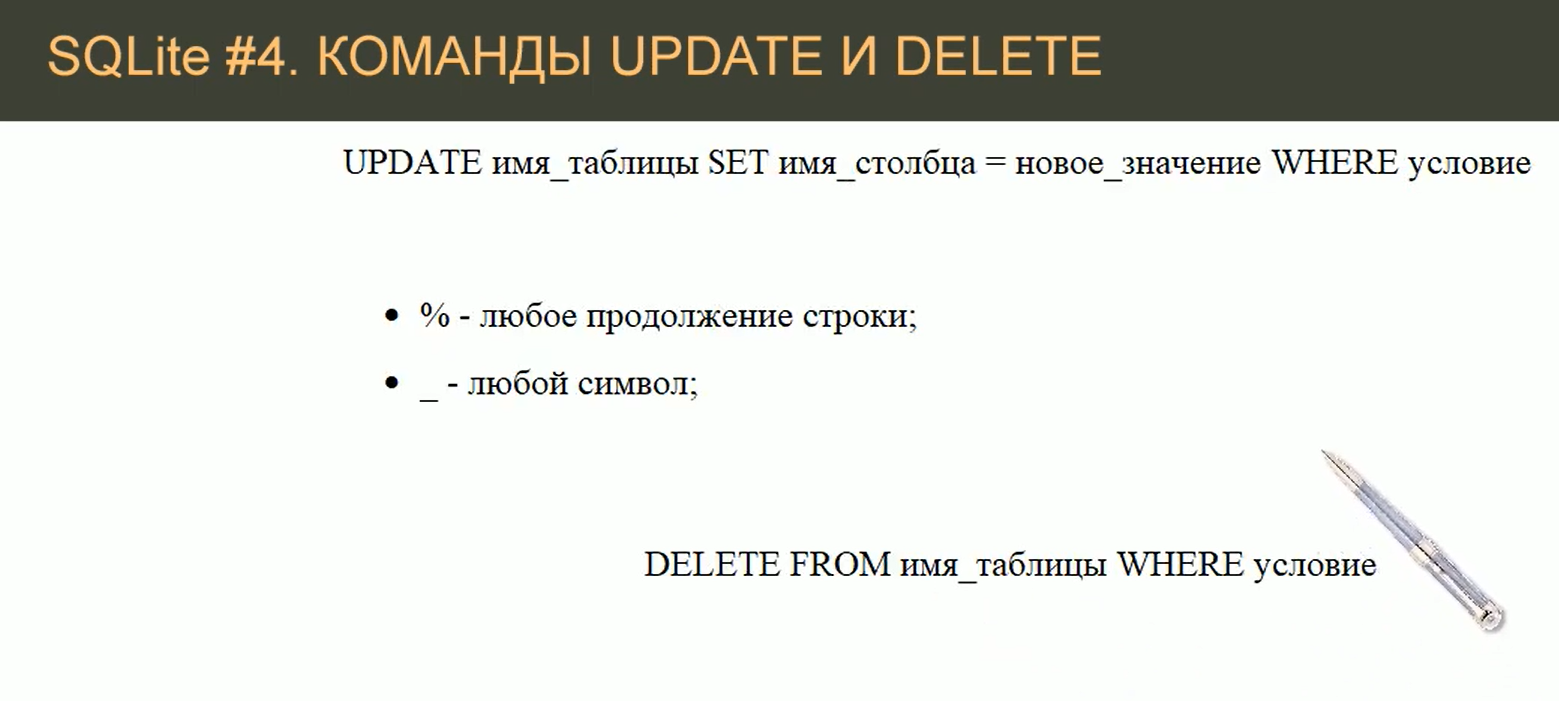 SQLite #4. КОМАНДЫ UPDATE И DELETE
UPDATE имя_таблицы SET имя_столбца = новое_значение WHERE условие
• % - любое продолжение строки;
• _ - любой символ;
DELETE FROM имя_таблицы WHERE условие